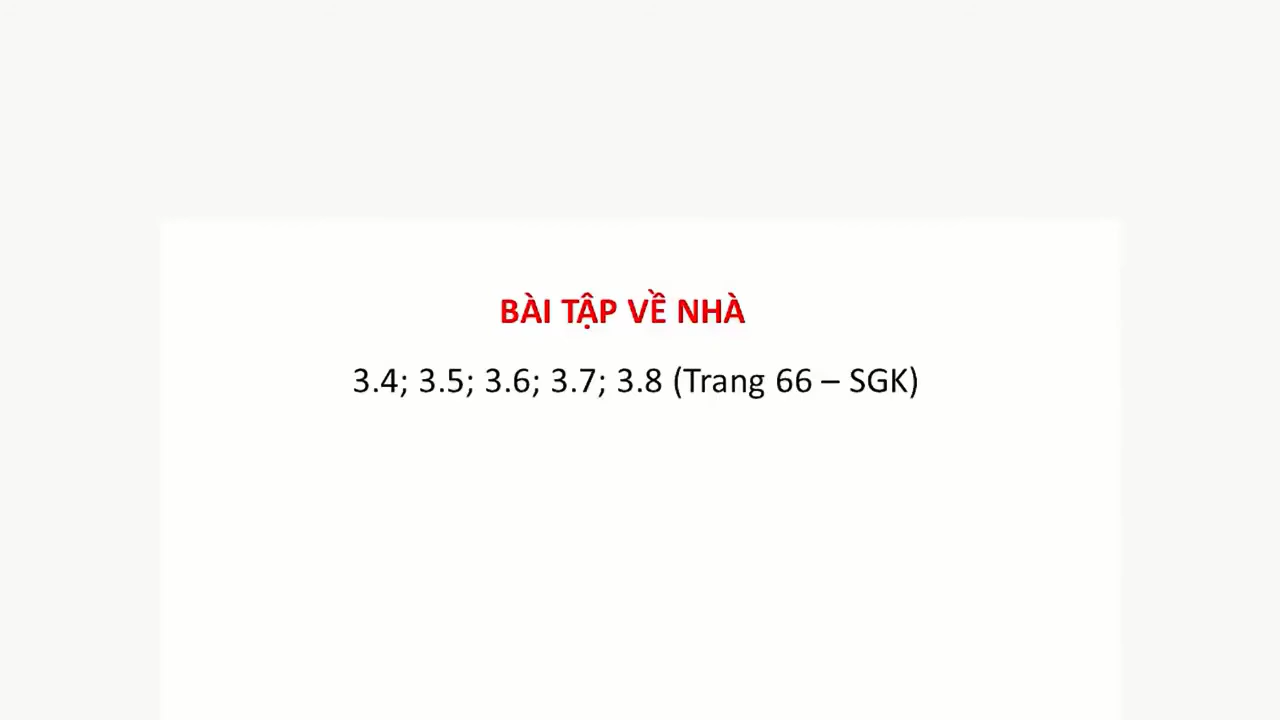 BÀI TẬP VỀ NHÀ
3.4; 3.5; 3.6; 3.7; 3.8 (Trang 66 – SGK)